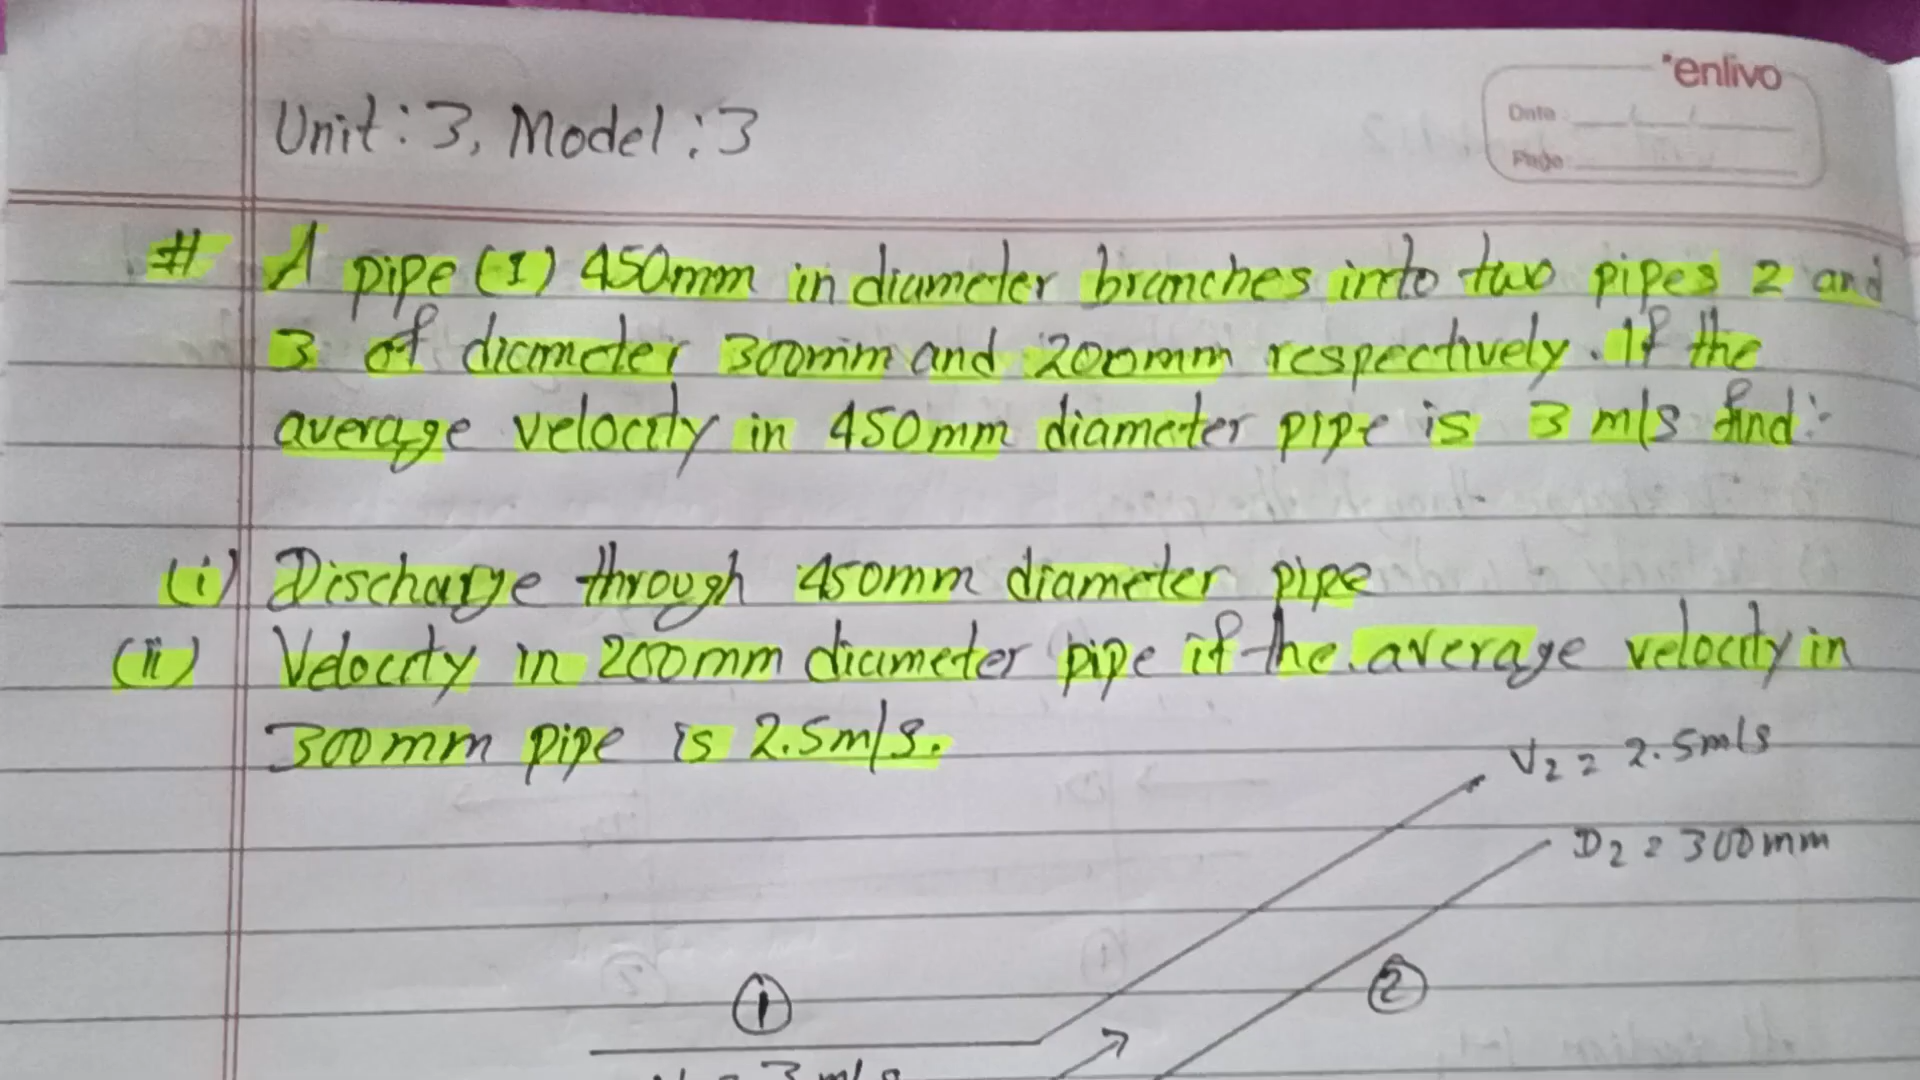 *enlivo
Date
Page
Unit: 3, Model: 3
# A pipe (1) 450mm in diameter branches into two pipes 2 and
3 of diameter 300mm and 200mm respectively. If the
average velocity in 450mm diameter pipe is 3 m/s find:-
(i) Discharge through 450mm diameter pipe
(ii) Velocity in 200mm diameter pipe if the average velocity in
300mm pipe is 2.5m/s.
V2 = 2.5m/s
D2 = 300mm
1
2
3 m/s